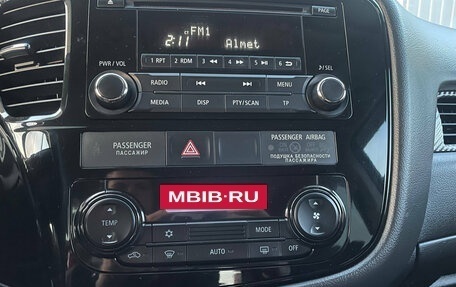 PAGE
FM1
2:11 Almet
1 RPT 2 RDM 3 4 5 6
PWR / VOL
/SEL
RADIO
MENU
MEDIA DISP PTY/SCAN TP
PASSENGER
ПАССАЖИР
PASSENGER AIRBAG
ПОДУШКА БЕЗОПАСНОСТИ
ПАССАЖИРА
MBIB-RU
TEMP
MODE
AUTO
OFF